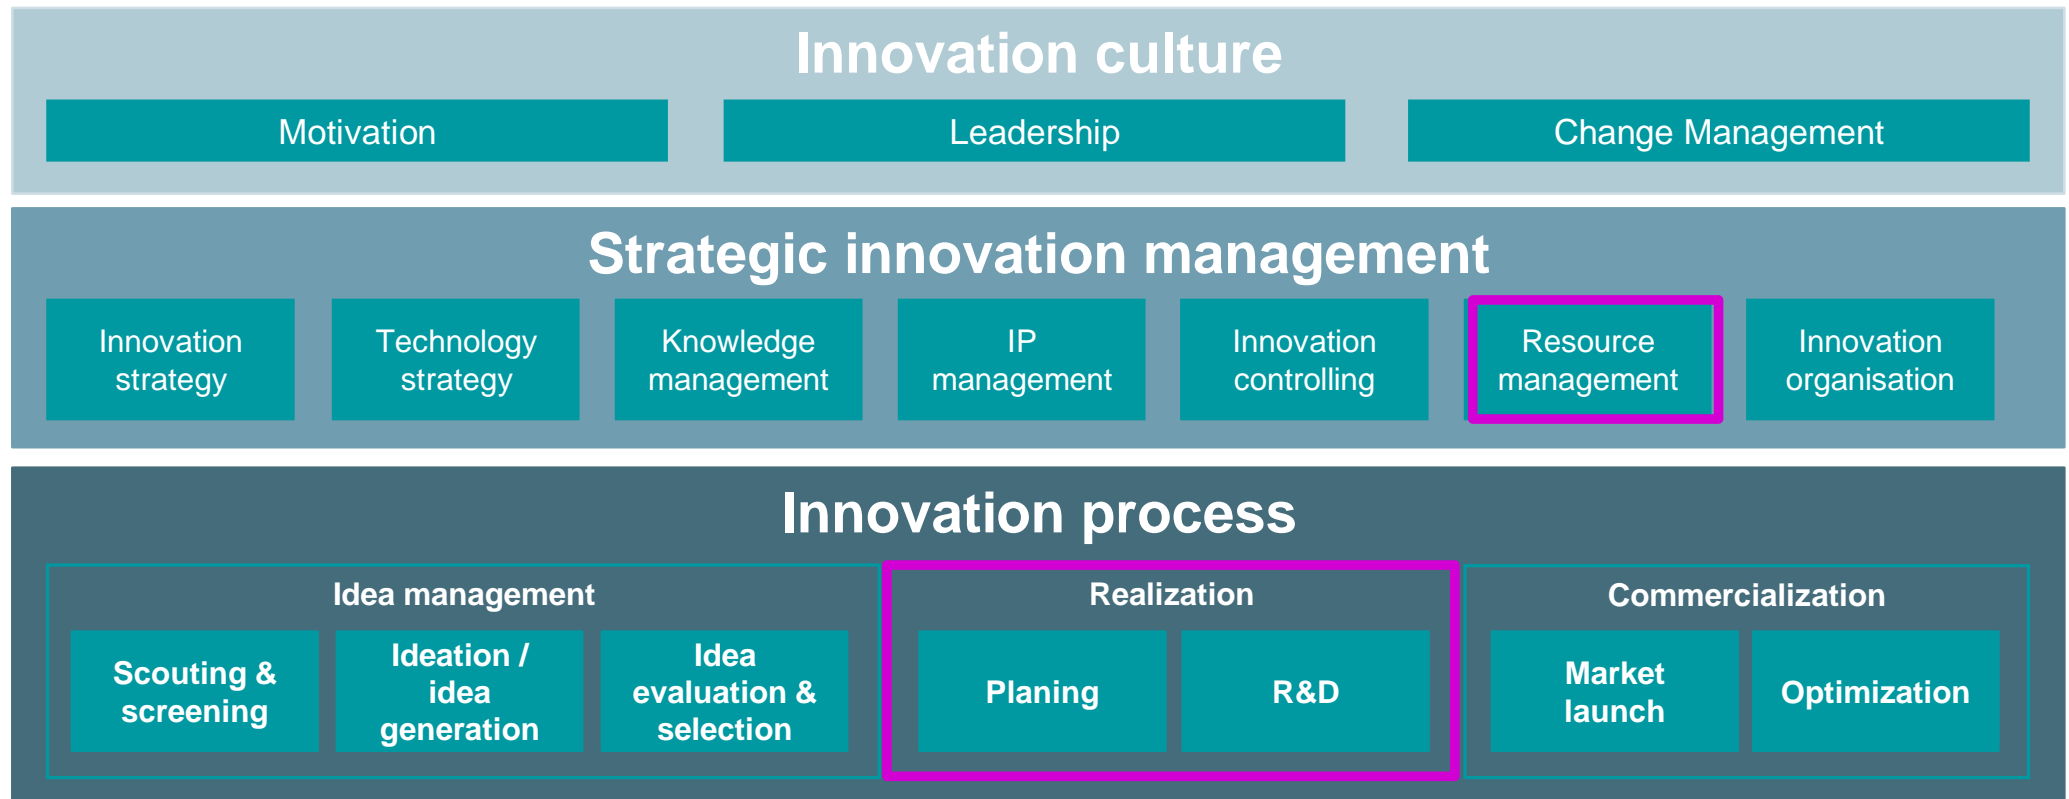 Innovation culture
Motivation
Leadership
Change Management
Strategic innovation management
Innovation
strategy
Technology
strategy
Knowledge
management
IP
management
Innovation
controlling
Resource
management
Innovation
organisation
Innovation process
Idea management
Scouting &
screening
Ideation /
idea
generation
Idea
evaluation &
selection
Realization
Planing
R&D
Commercialization
Market
launch
Optimization